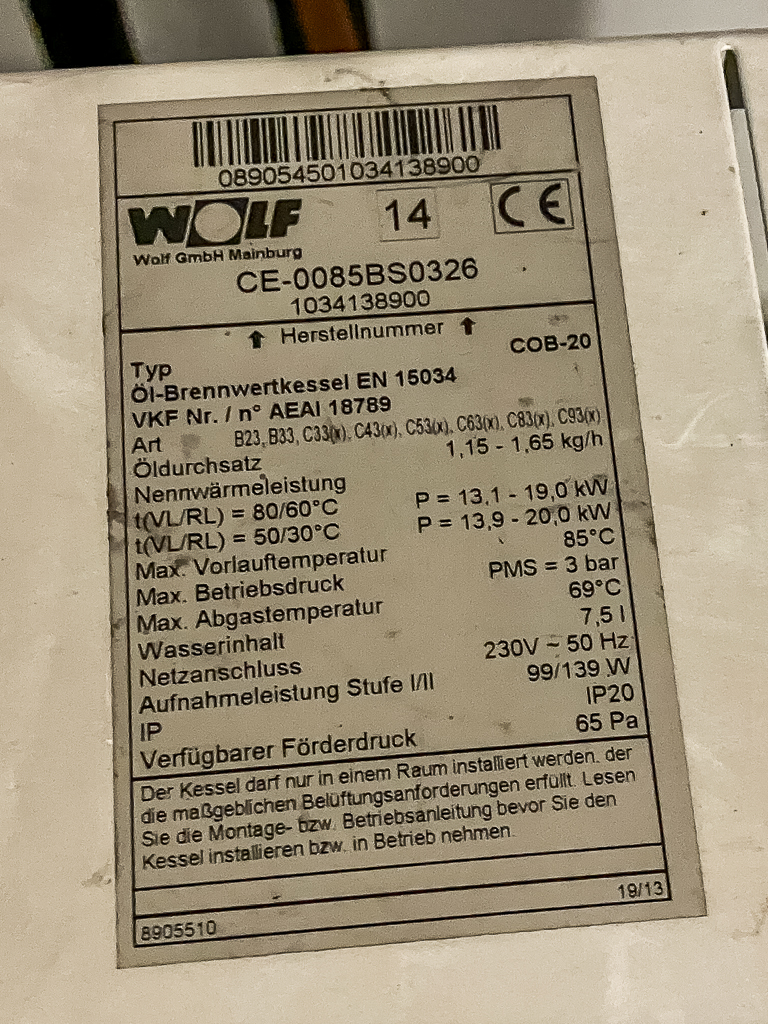 089054501034138900
WOLF 14 CE
Wolf GmbH Mainburg
CE-0085BS0326
1034138900
↑ Herstellnummer ↑
Typ COB-20
Öl-Brennwertkessel EN 15034
VKF Nr. / n° AEAI 18789
Art B23, B33, C33(x), C43(x), C53(x), C63(x), C83(x), C93(x)
Öldurchsatz 1,15 - 1,65 kg/h
Nennwärmeleistung
t(VL/RL) = 80/60°C P = 13,1 - 19,0 kW
t(VL/RL) = 50/30°C P = 13,9 - 20,0 kW
Max. Vorlauftemperatur 85°C
Max. Betriebsdruck PMS = 3 bar
Max. Abgastemperatur 69°C
Wasserinhalt 7,5 l
Netzanschluss 230V ~ 50 Hz
Aufnahmeleistung Stufe I/II 99/139 W
IP IP20
Verfügbarer Förderdruck 65 Pa
Der Kessel darf nur in einem Raum installiert werden. der
die maßgeblichen Belüftungsanforderungen erfüllt. Lesen
Sie die Montage- bzw. Betriebsanleitung bevor Sie den
Kessel installieren bzw. in Betrieb nehmen.
19/13
8905510